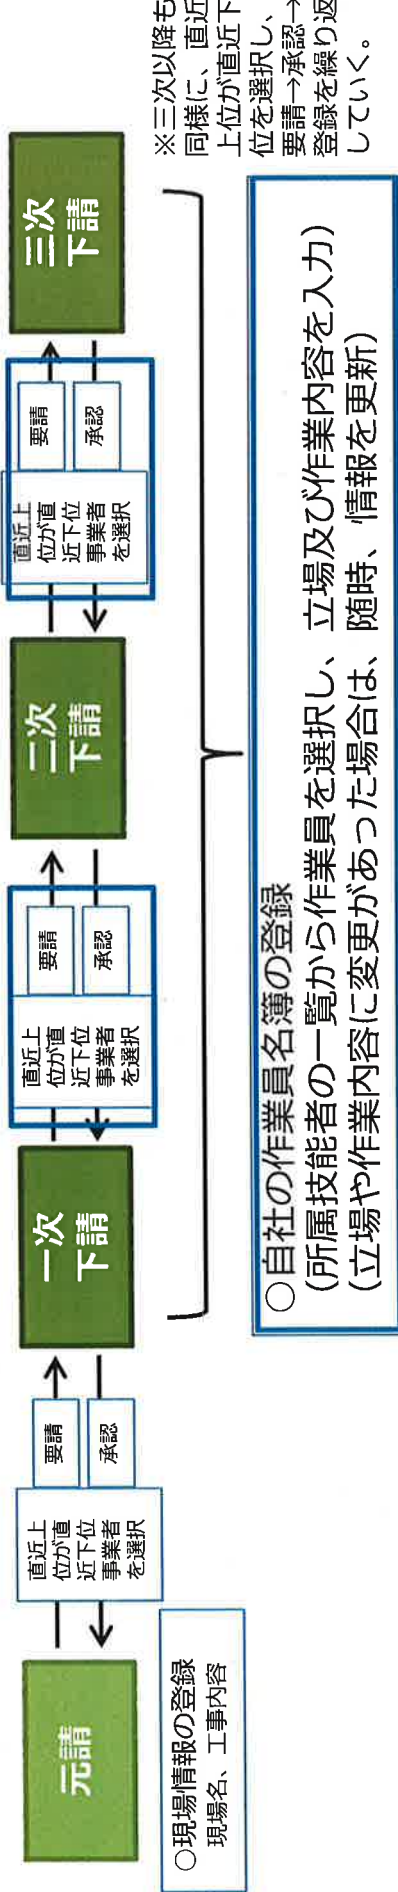 元請
○現場情報の登録
現場名、工事内容
直近上
位が直
近下位
事業者
を選択
要請
承認
一次
下請
直近上
位が直
近下位
事業者
を選択
要請
承認
二次
下請
直近上
位が直
近下位
事業者
を選択
要請
承認
三次
下請
※三次以降も
同様に、直近
上位が直近下
位を選択し、
要請→承認→
登録を繰り返
していく。
○自社の作業員名簿の登録
(所属技能者の一覧から作業員を選択し、立場及び作業内容を入力)
(立場や作業内容に変更があった場合は、随時、情報を更新)